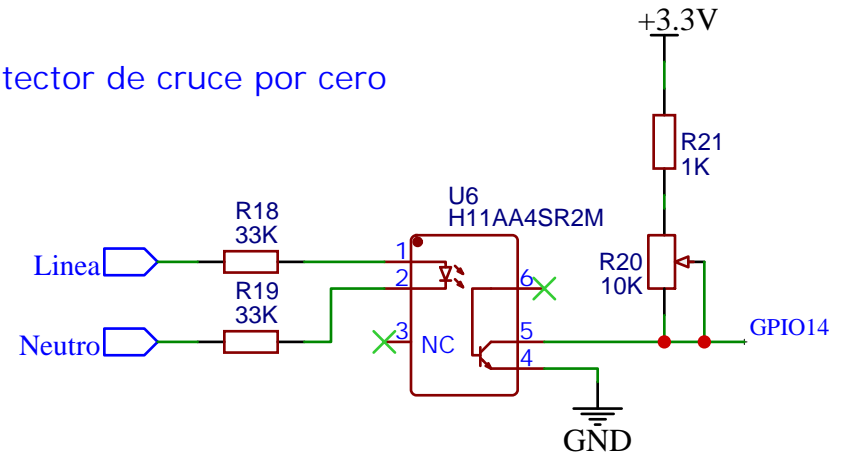 +3.3V
tector de cruce por cero
R21
1K
U6
H11AA4SR2M
R18
33K
Linea
1
2
6
R20
10K
R19
33K
Neutro
3
NC
5
4
GPIO14
GND